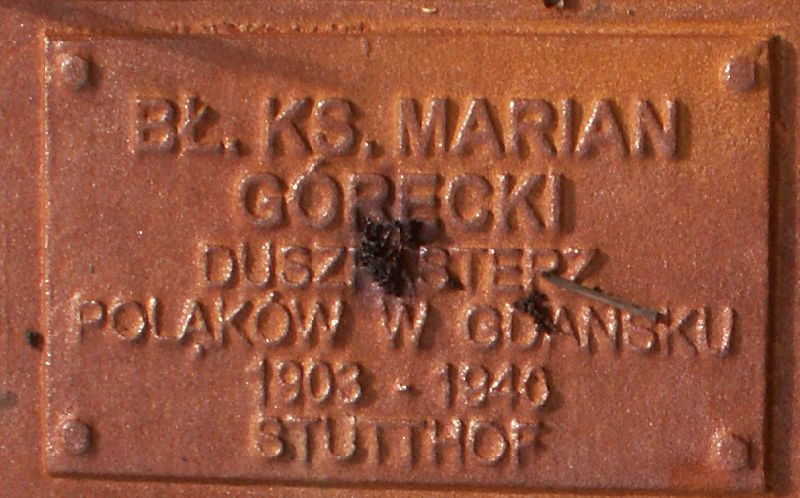 BŁ. KS. MARIAN
GÓRECKI
DUSZPASTERZ
POLAKÓW W GDAŃSKU
1903 - 1940
STUTTHOF